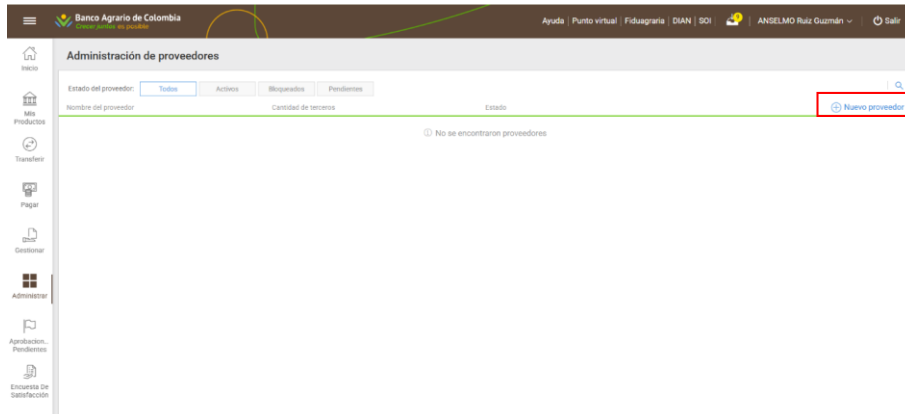 Banco Agrario de Colombia
Crecer juntos es posible
Ayuda | Punto virtual | Fiduagraria | DIAN | SOI | ANSELMO Ruiz Guzmán | Salir
Inicio
Mis
Productos
Transferir
Pagar
Gestionar
Administrar
Aprobacion...
Pendientes
Encuesta De
Satisfacción
Administración de proveedores
Estado del proveedor: Todos Activos Bloqueados Pendientes
Nombre del proveedor Cantidad de terceros Estado Nuevo proveedor
No se encontraron proveedores